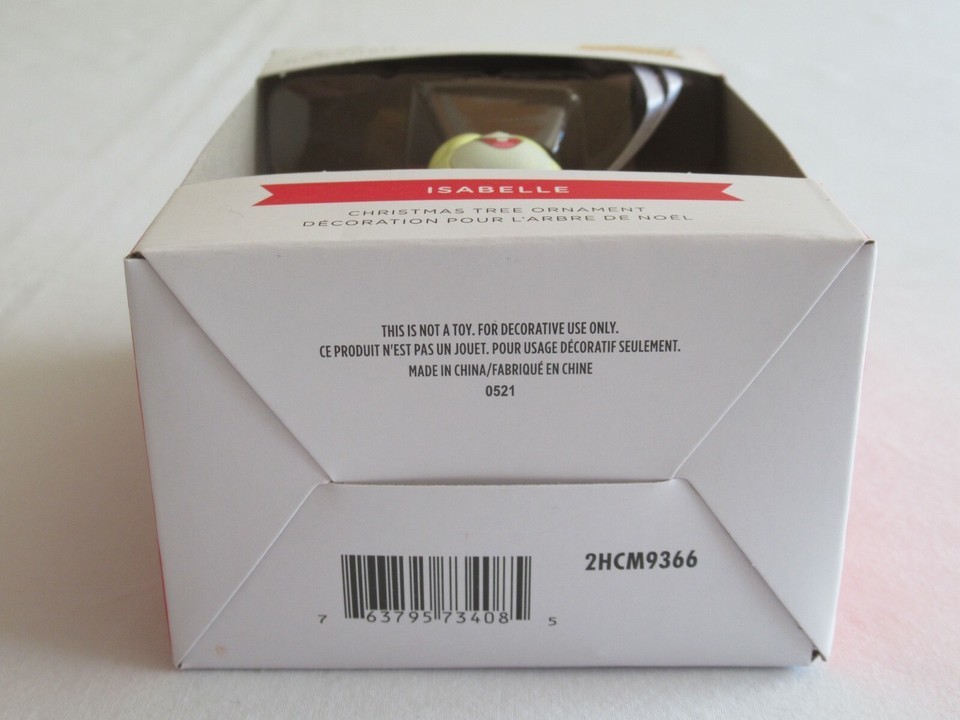 ISABELLE
CHRISTMAS TREE ORNAMENT
DÉCORATION POUR L'ARBRE DE NOËL
THIS IS NOT A TOY. FOR DECORATIVE USE ONLY.
CE PRODUIT N'EST PAS UN JOUET. POUR USAGE DÉCORATIF SEULEMENT.
MADE IN CHINA/FABRIQUÉ EN CHINE
0521
2HCM9366
7 63795 73408 5